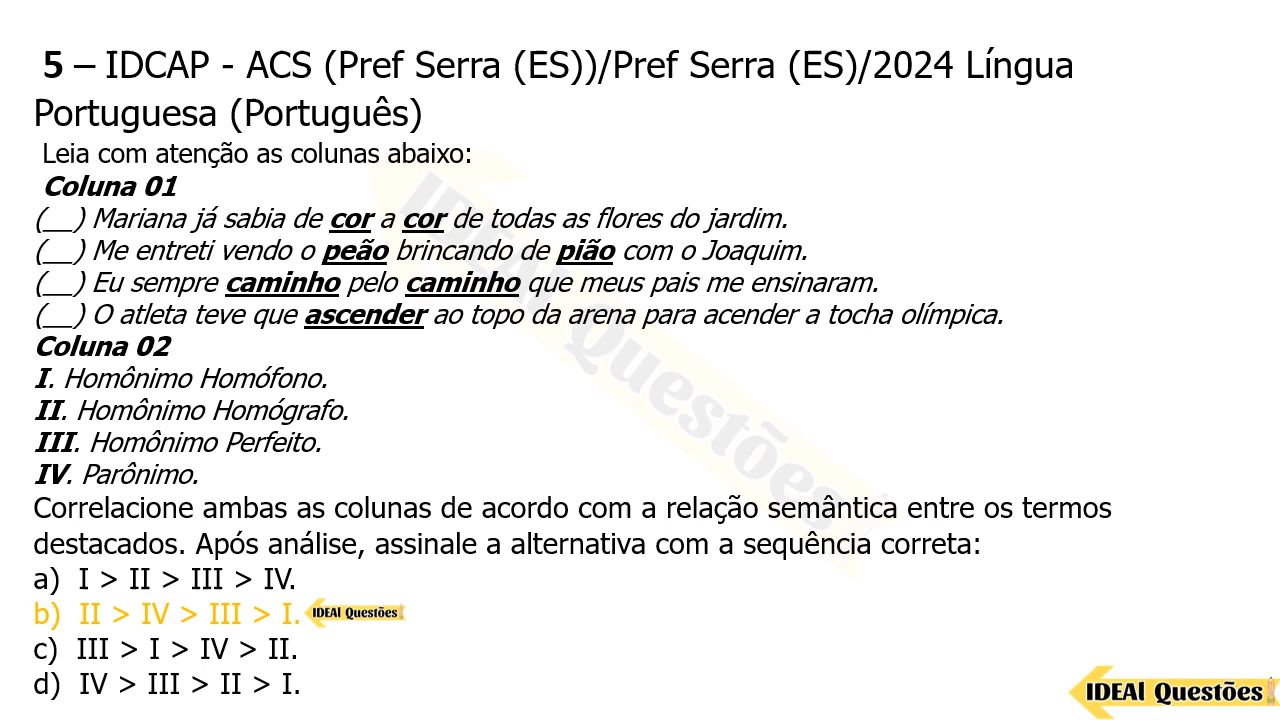 5 – IDCAP - ACS (Pref Serra (ES))/Pref Serra (ES)/2024 Língua
Portuguesa (Português)
Leia com atenção as colunas abaixo:
Coluna 01
(__) Mariana já sabia de cor a cor de todas as flores do jardim.
(__) Me entreti vendo o peão brincando de pião com o Joaquim.
(__) Eu sempre caminho pelo caminho que meus pais me ensinaram.
(__) O atleta teve que ascender ao topo da arena para acender a tocha olímpica.
Coluna 02
I. Homônimo Homófono.
II. Homônimo Homógrafo.
III. Homônimo Perfeito.
IV. Parônimo.
Correlacione ambas as colunas de acordo com a relação semântica entre os termos
destacados. Após análise, assinale a alternativa com a sequência correta:
a) I > II > III > IV.
b) II > IV > III > I.
IDEAl Questões
c) III > I > IV > II.
d) IV > III > II > I.
IDEAl Questões
IDEAl Questões